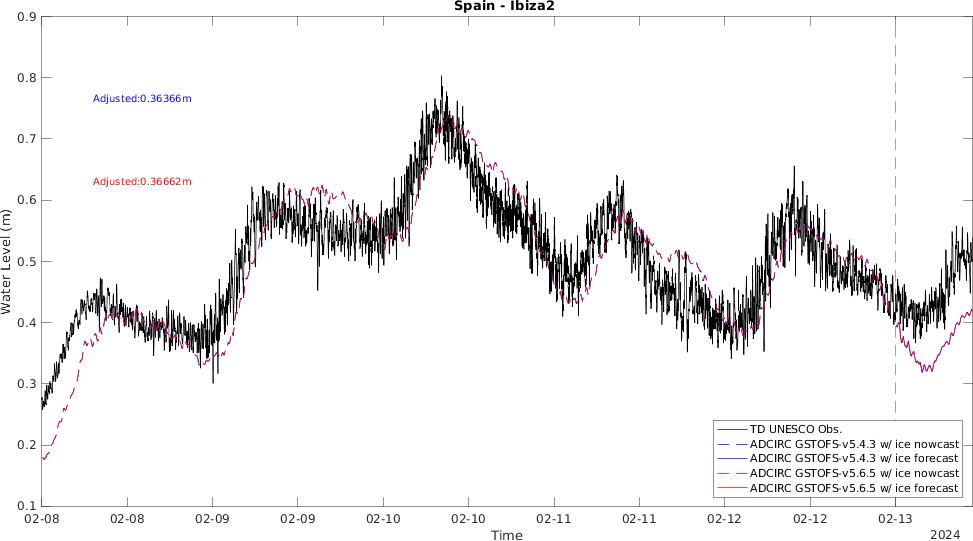 Spain - Ibiza2
0.9
0.8
0.7
0.6
0.5
0.4
0.3
0.2
0.1
Water Level (m)
Adjusted:0.36366m
Adjusted:0.36662m
TD UNESCO Obs.
ADCIRC GSTOFS-v5.4.3 w/ ice nowcast
ADCIRC GSTOFS-v5.4.3 w/ ice forecast
ADCIRC GSTOFS-v5.6.5 w/ ice nowcast
ADCIRC GSTOFS-v5.6.5 w/ ice forecast
02-08 02-08 02-09 02-09 02-10 02-10 02-11 02-11 02-12 02-12 02-13
Time
2024